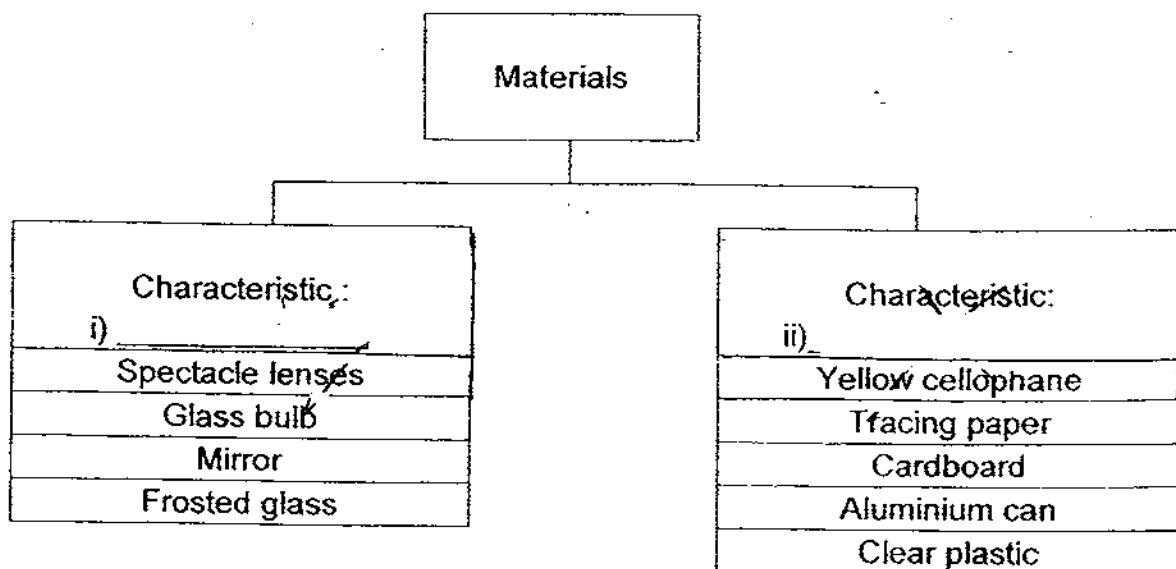 Materials
Characteristic :
i)
Spectacle lenses
Glass bulb
Mirror
Frosted glass
Characteristic:
ii)
Yellow cellophane
Tracing paper
Cardboard
Aluminium can
Clear plastic